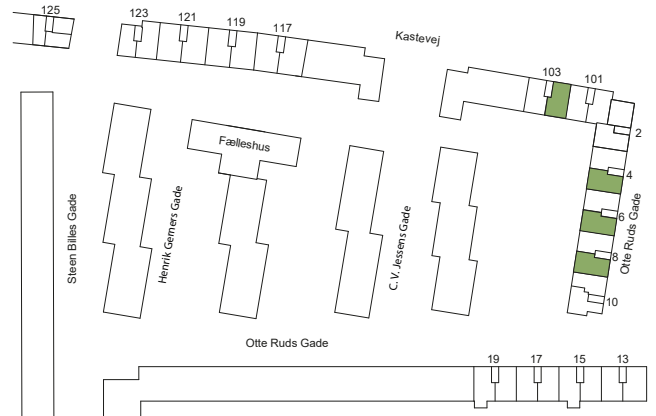 125
123
121
119
117
Kastevej
103
101
2
Fælleshus
4
6
8
10
Steen Billes Gade
Henrik Gerners Gade
C.V. Jessens Gade
Otte Ruds Gade
Otte Ruds Gade
19
17
15
13